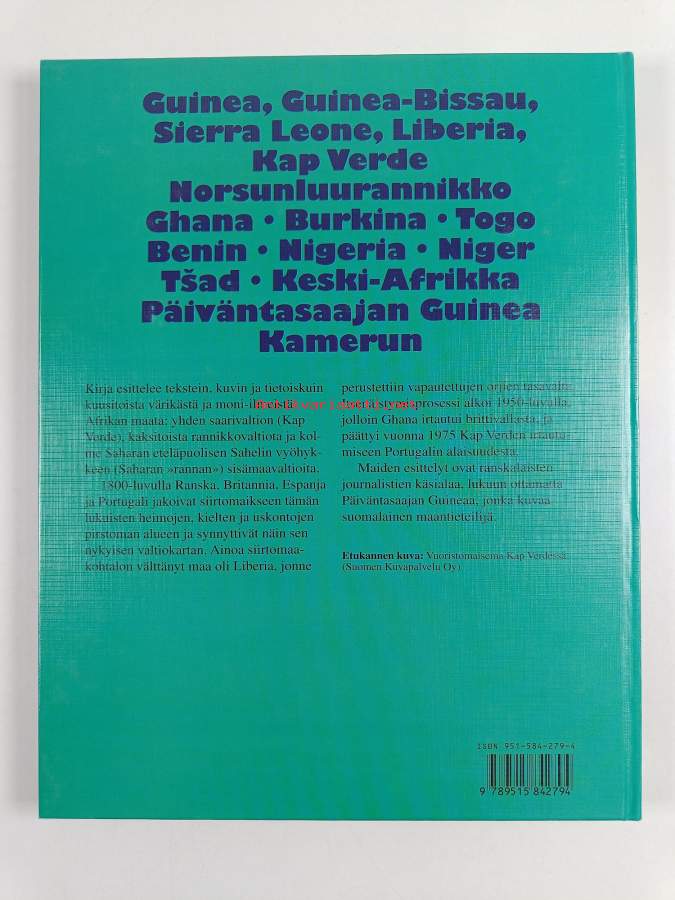 Guinea, Guinea-Bissau,
Sierra Leone, Liberia,
Kap Verde
Norsunluurannikko
Ghana • Burkina • Togo
Benin • Nigeria • Niger
Tšad • Keski-Afrikka
Päiväntasaajan Guinea
Kamerun
Kirja esittelee tekstein, kuvin ja tietoiskuin
kuusitoista värikästä ja moni-ilmeistä
Afrikan maata: yhden saarivaltion (Kap
Verde), kaksitoista rannikkovaltiota ja kol-
me Saharan eteläpuolisen Sahelin vyöhyk-
keen (Saharan »rannan») sisämaavaltioita.
1800-luvulla Ranska, Britannia, Espanja
ja Portugali jakoivat siirtomaikseen tämän
lukuisten heimojen, kielten ja uskontojen
pirstoman alueen ja synnyttivät näin sen
nykyisen valtiokartan. Ainoa siirtomaa-
kohtalon välttänyt maa oli Liberia, jonne
perustettiin vapautettujen orjien tasavalta.
Itsenäistymisprosessi alkoi 1950-luvulla,
jolloin Ghana irtautui brittivallasta, ja
päättyi vuonna 1975 Kap Verden irtautu-
miseen Portugalin alaisuudesta.
Maiden esittelyt ovat ranskalaisten
journalistien käsialaa, lukuun ottamatta
Päiväntasaajan Guineaa, jonka kuvaa
suomalainen maantieteilijä.
Etukannen kuva: Vuoristomaisema Kap Verdessä
(Suomen Kuvapalvelu Oy).
ISBN 951-584-279-4
9 789515 842794